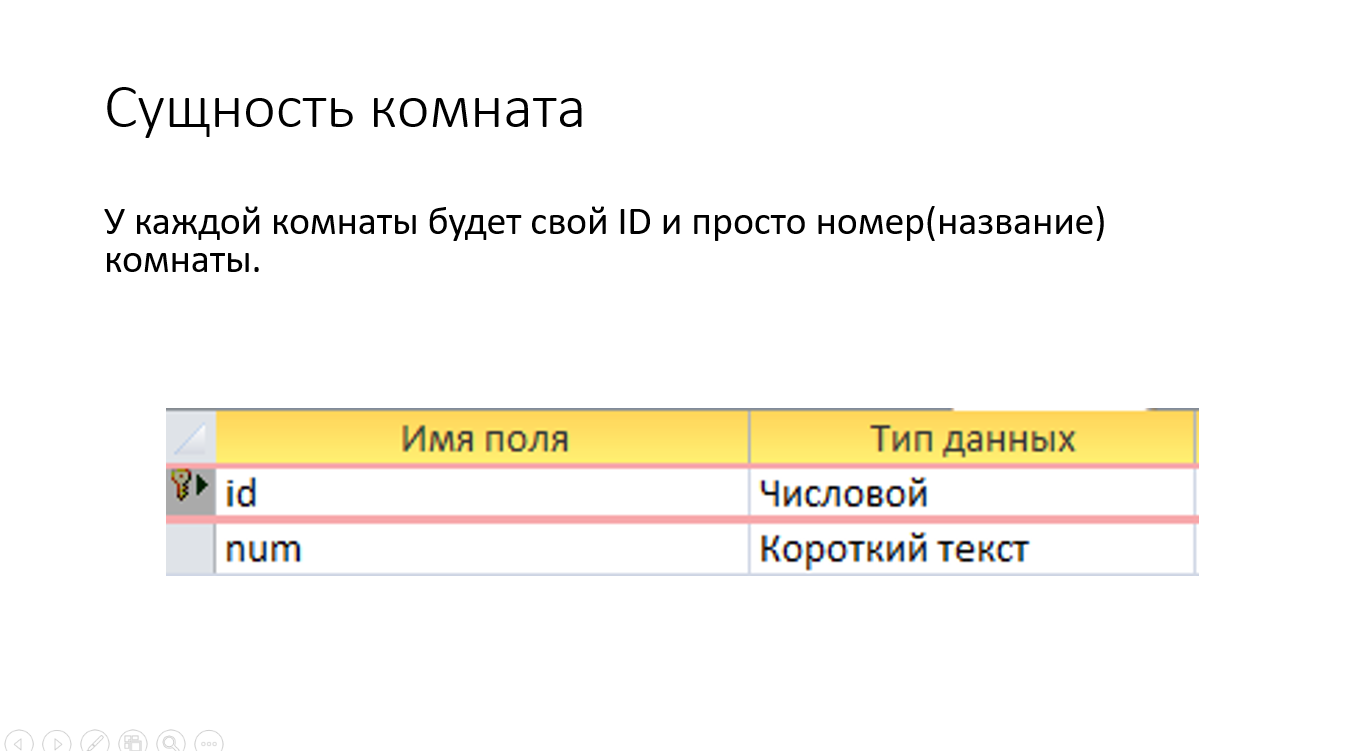 Сущность комната
У каждой комнаты будет свой ID и просто номер(название)
комнаты.
Имя поля Тип данных
id Числовой
num Короткий текст